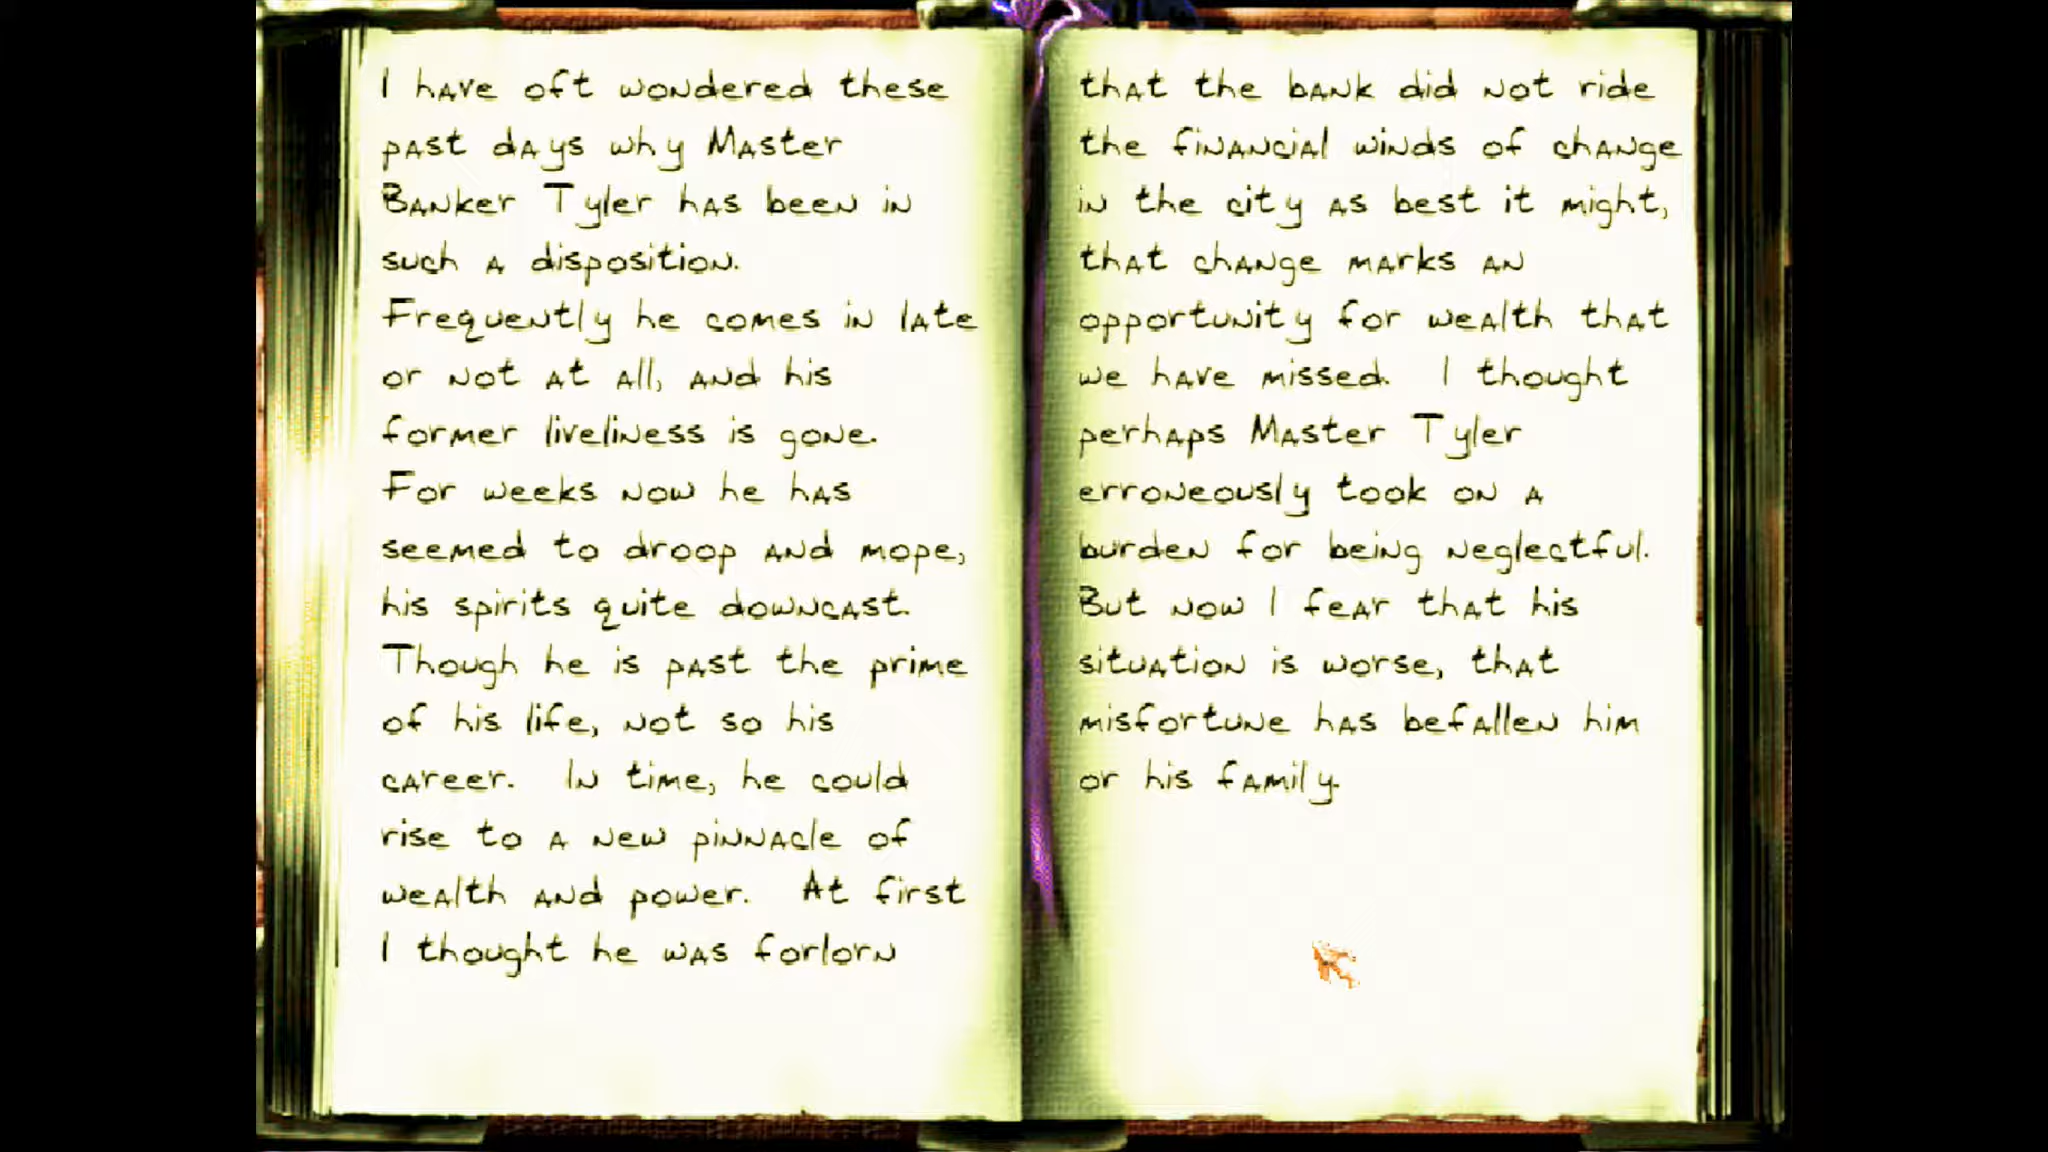 I have oft wondered these
past days why Master
Banker Tyler has been in
such a disposition.
Frequently he comes in late
or not at all, and his
former liveliness is gone.
For weeks now he has
seemed to droop and mope,
his spirits quite downcast.
Though he is past the prime
of his life, not so his
career. In time, he could
rise to a new pinnacle of
wealth and power. At first
I thought he was forlorn
that the bank did not ride
the financial winds of change
in the city as best it might,
that change marks an
opportunity for wealth that
we have missed. I thought
perhaps Master Tyler
erroneously took on a
burden for being neglectful.
But now I fear that his
situation is worse, that
misfortune has befallen him
or his family.